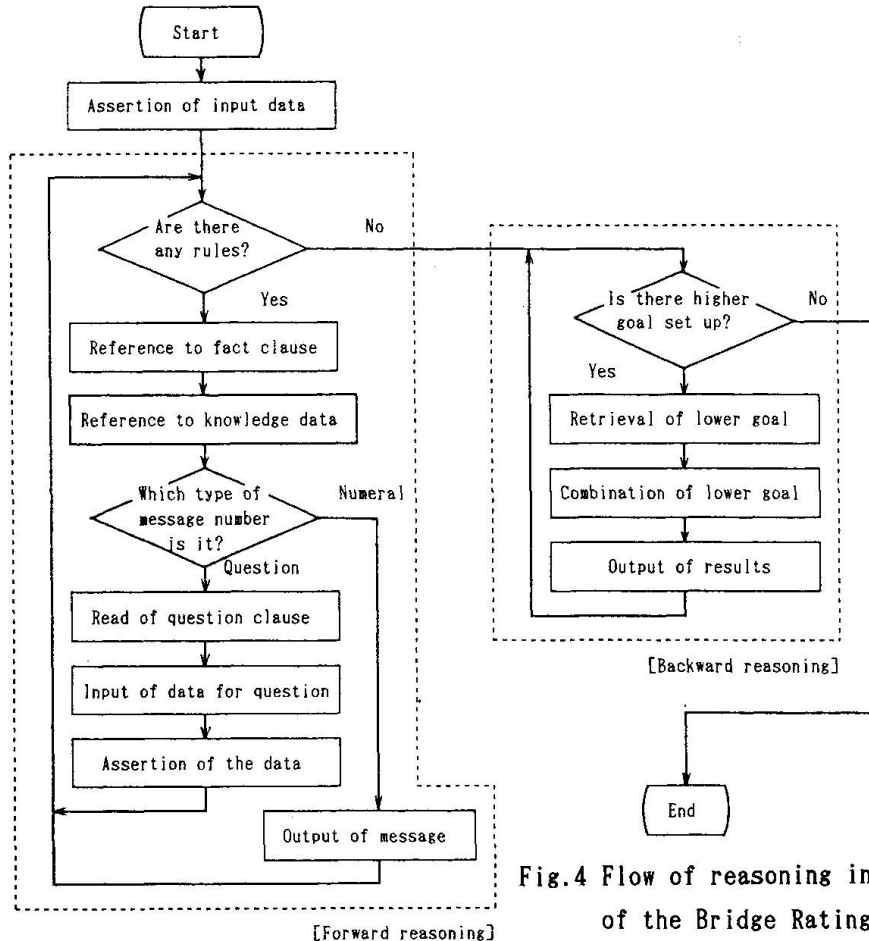 Start
Assertion of input data
Are there
any rules?
No
Yes
Reference to fact clause
Reference to knowledge data
Which type of
message number
is it?
Numeral
Question
Read of question clause
Input of data for question
Assertion of the data
Output of message
[Forward reasoning]
Is there higher
goal set up?
No
Yes
Retrieval of lower goal
Combination of lower goal
Output of results
[Backward reasoning]
End
Fig.4 Flow of reasoning in
of the Bridge Rating